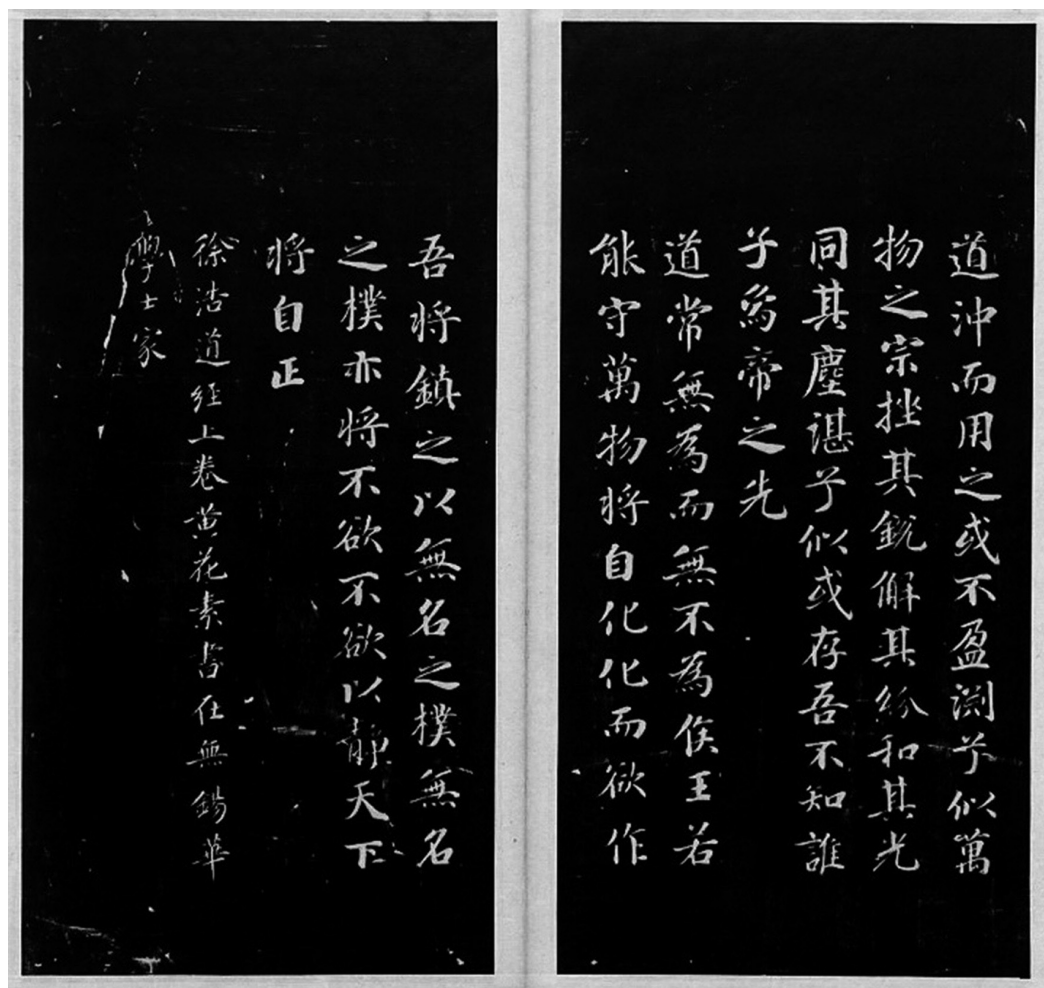 道沖而用之或不盈渊兮似萬
物之宗挫其銳解其紛和其光
同其塵湛兮似或存吾不知誰
子為帝之先
道常無為而無不為侯王若
能守萬物將自化化而欲作
吾將鎮之以無名之樸無名
之樸亦將不欲不欲以靜天下
將自正
徐浩道經上卷黄花素書在無錫華
學士家